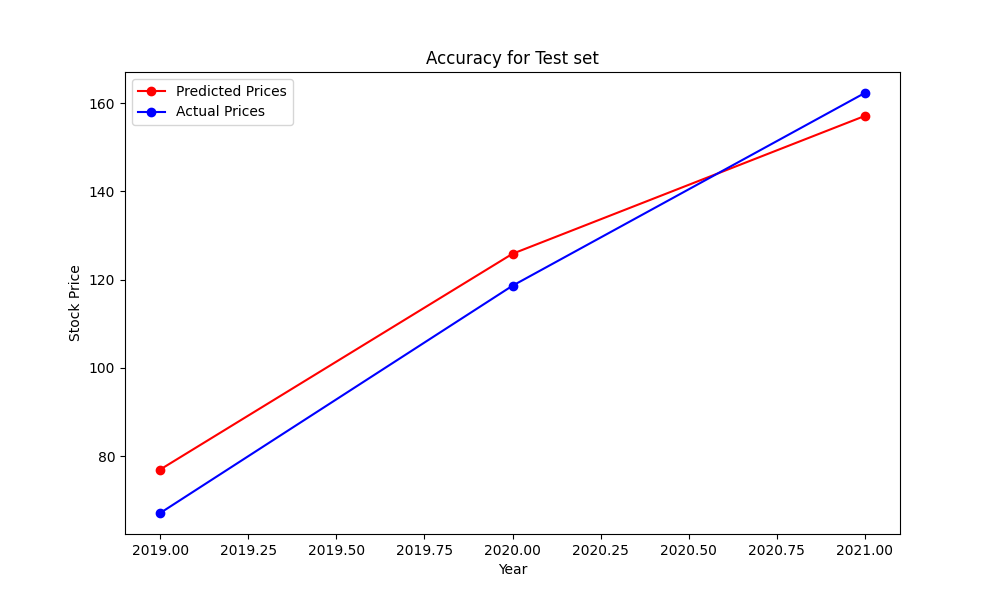 Accuracy for Test set
Predicted Prices
Actual Prices
160
140
120
100
80
Stock Price
2019.00 2019.25 2019.50 2019.75 2020.00 2020.25 2020.50 2020.75 2021.00
Year